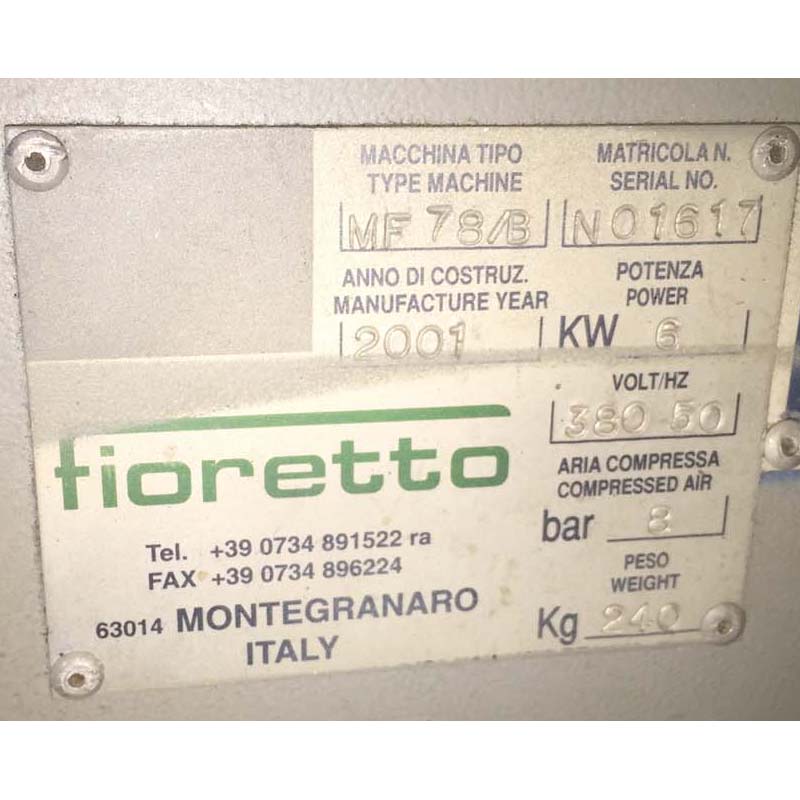 MACCHINA TIPO
TYPE MACHINE
MF 78/B
MATRICOLA N.
SERIAL NO.
N01617
ANNO DI COSTRUZ.
MANUFACTURE YEAR
2001
POTENZA
POWER
KW 6
VOLT/HZ
380-50
ARIA COMPRESSA
COMPRESSED AIR
bar 8
PESO
WEIGHT
Kg 240
fioretto
Tel. +39 0734 891522 ra
FAX +39 0734 896224
63014 MONTEGRANARO
ITALY